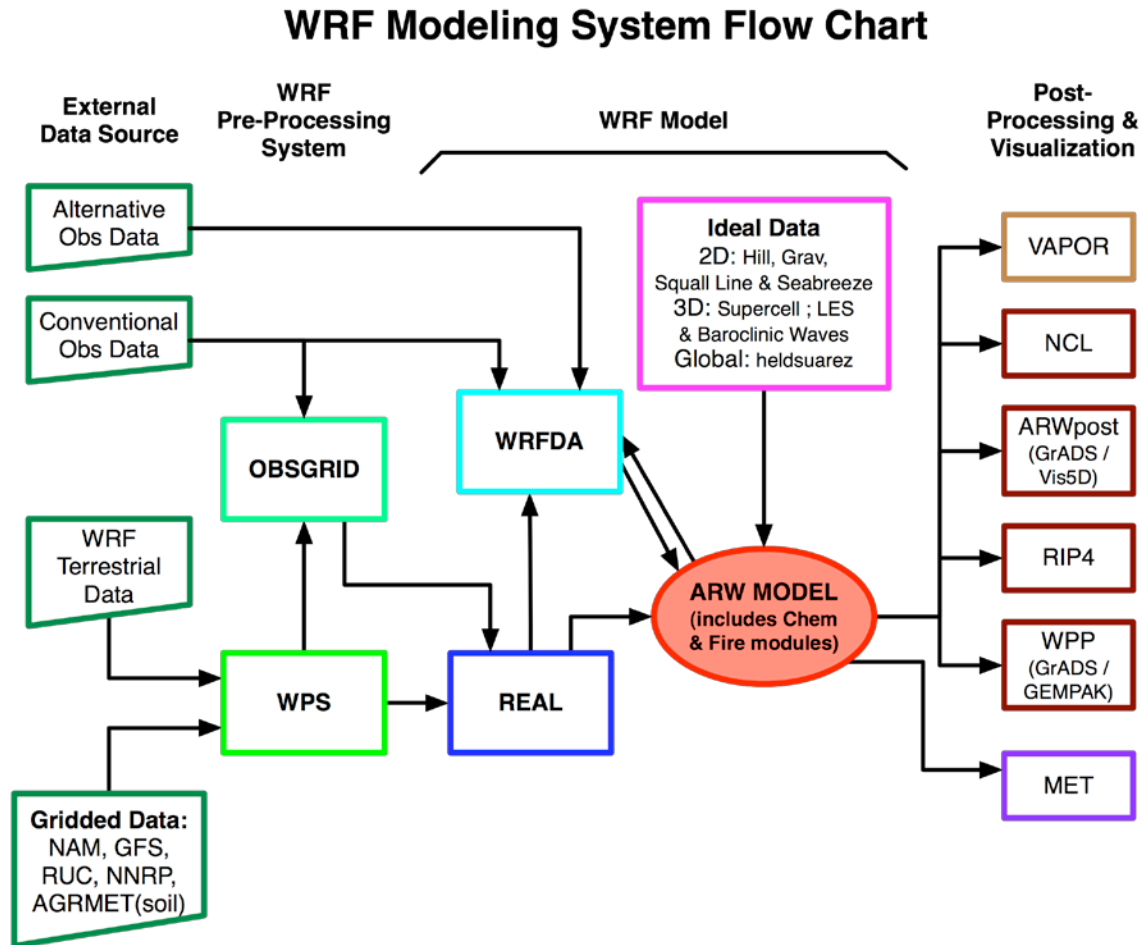 WRF Modeling System Flow Chart
External
Data Source
WRF
Pre-Processing
System
WRF Model
Post-
Processing &
Visualization
Alternative
Obs Data
Conventional
Obs Data
WRF
Terrestrial
Data
Gridded Data:
NAM, GFS,
RUC, NNRP,
AGRMET(soil)
OBSGRID
WPS
WRFDA
REAL
Ideal Data
2D: Hill, Grav,
Squall Line & Seabreeze
3D: Supercell ; LES
& Baroclinic Waves
Global: heldsuarez
ARW MODEL
(includes Chem
& Fire modules)
VAPOR
NCL
ARWpost
(GrADS /
Vis5D)
RIP4
WPP
(GrADS /
GEMPAK)
MET